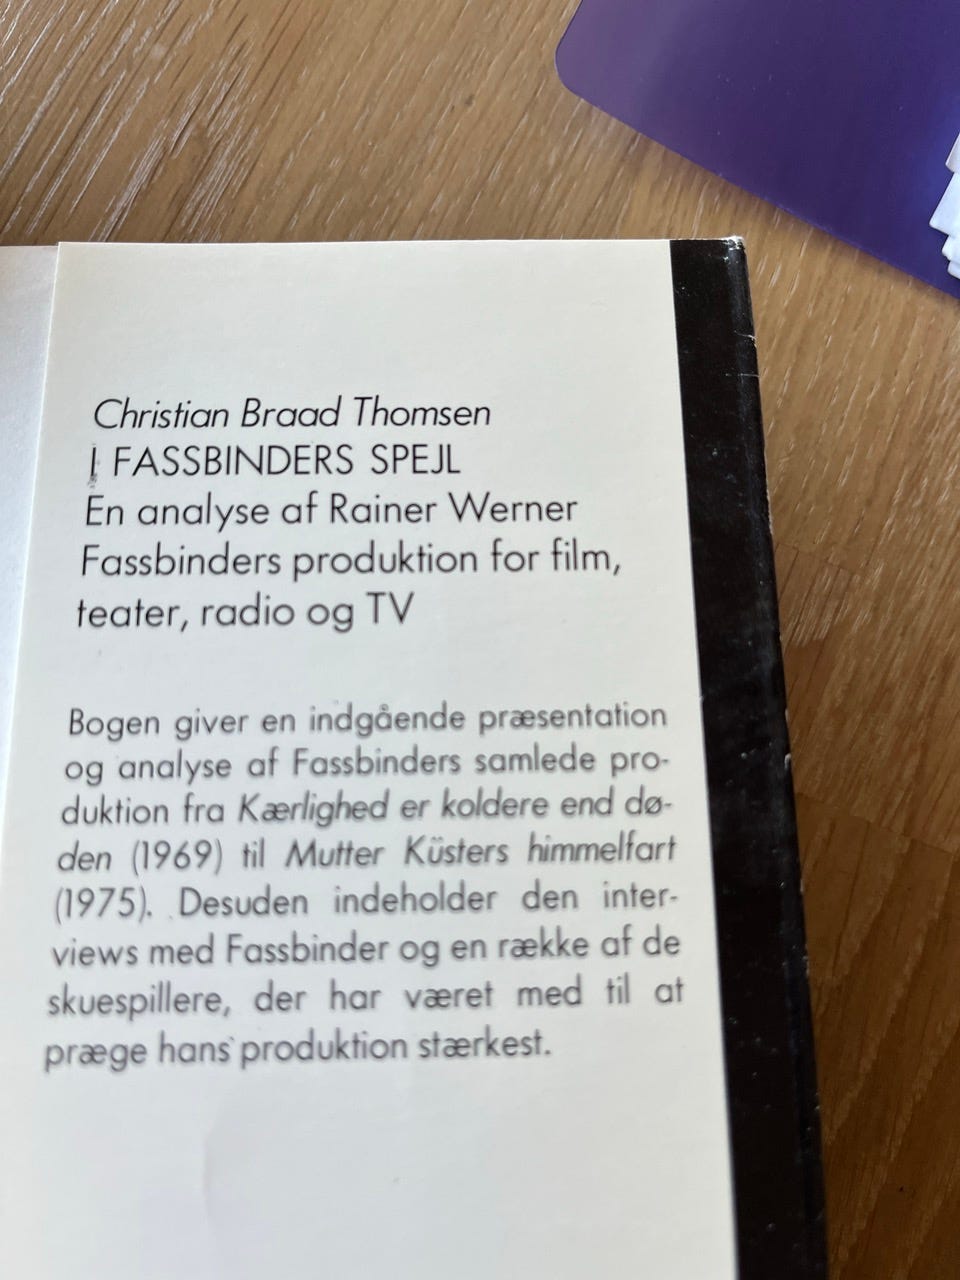 Christian Braad Thomsen
I FASSBINDERS SPEJL
En analyse af Rainer Werner
Fassbinders produktion for film,
teater, radio og TV
Bogen giver en indgående præsentation
og analyse af Fassbinders samlede pro-
duktion fra Kærlighed er koldere end dø-
den (1969) til Mutter Küsters himmelfart
(1975). Desuden indeholder den inter-
views med Fassbinder og en række af de
skuespillere, der har været med til at
præge hans produktion stærkest.